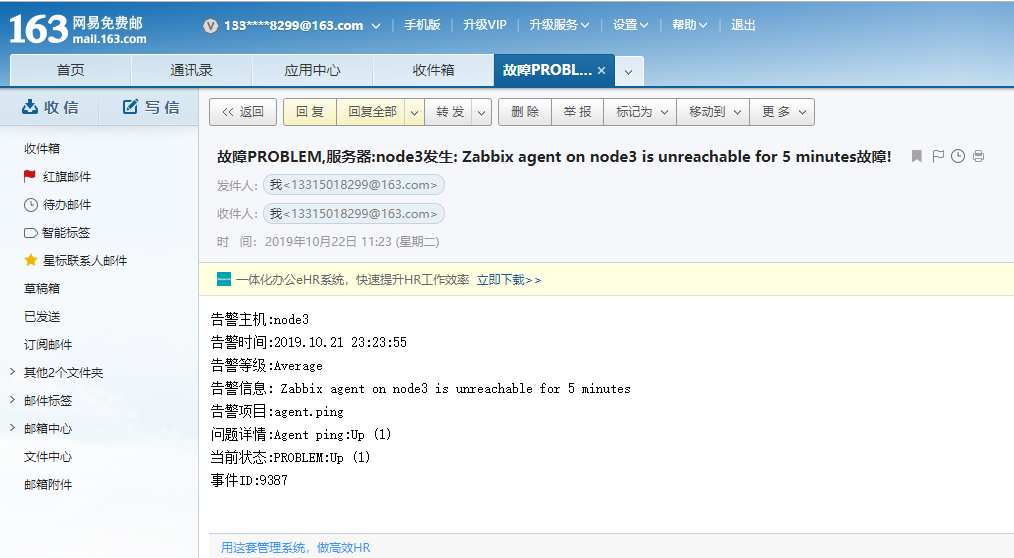 163 网易免费邮
mail.163.com
V 133****8299@163.com 手机版 升级VIP 升级服务 设置 帮助 退出
首页 通讯录 应用中心 收件箱 故障PROBL... ×
收 信 写 信
<< 返回 回 复 回复全部 转 发 删 除 举 报 标记为 移动到 更 多
收件箱
红旗邮件
待办邮件
智能标签
星标联系人邮件
草稿箱
已发送
订阅邮件
其他2个文件夹
邮件标签
邮箱中心
文件中心
邮箱附件
故障PROBLEM,服务器:node3发生: Zabbix agent on node3 is unreachable for 5 minutes故障!
发件人: 我<13315018299@163.com>
收件人: 我<13315018299@163.com>
时 间: 2019年10月22日 11:23 (星期二)
一体化办公eHR系统，快速提升HR工作效率 立即下载>>
告警主机:node3
告警时间:2019.10.21 23:23:55
告警等级:Average
告警信息: Zabbix agent on node3 is unreachable for 5 minutes
告警项目:agent.ping
问题详情:Agent ping:Up (1)
当前状态:PROBLEM:Up (1)
事件ID:9387
用这套管理系统，做高效HR